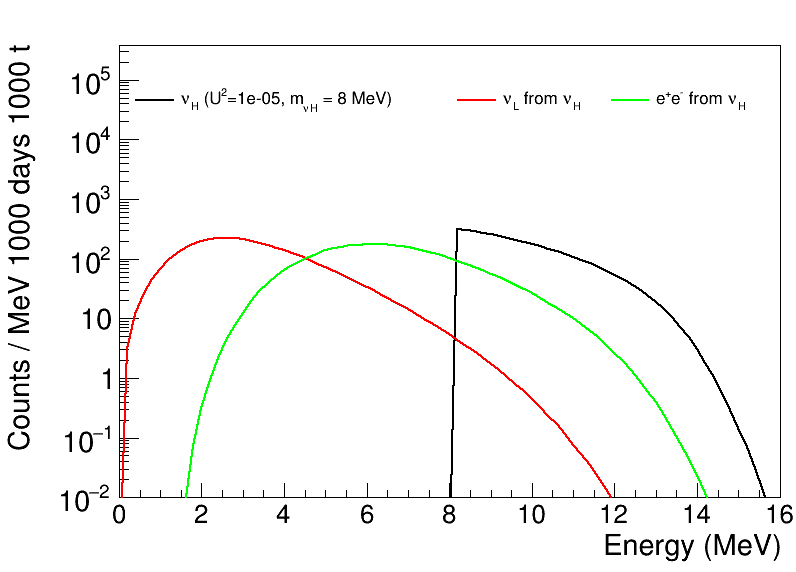 Counts / MeV 1000 days 1000 t
10⁵
10⁴
10³
10²
10
1
10⁻¹
10⁻²
ν_H (U²=1e-05, m_νH = 8 MeV)
ν_L from ν_H
e⁺e⁻ from ν_H
0 2 4 6 8 10 12 14 16
Energy (MeV)